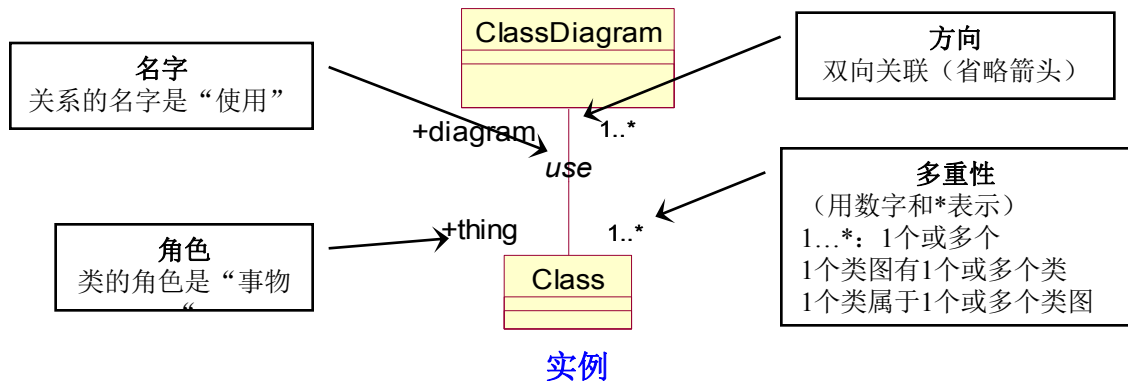 ClassDiagram
名字
关系的名字是“使用”
方向
双向关联（省略箭头）
+diagram
1..*
use
多重性
（用数字和*表示）
1…*：1个或多个
1个类图有1个或多个类
1个类属于1个或多个类图
角色
类的角色是“事物
“
+thing
1..*
Class
实例